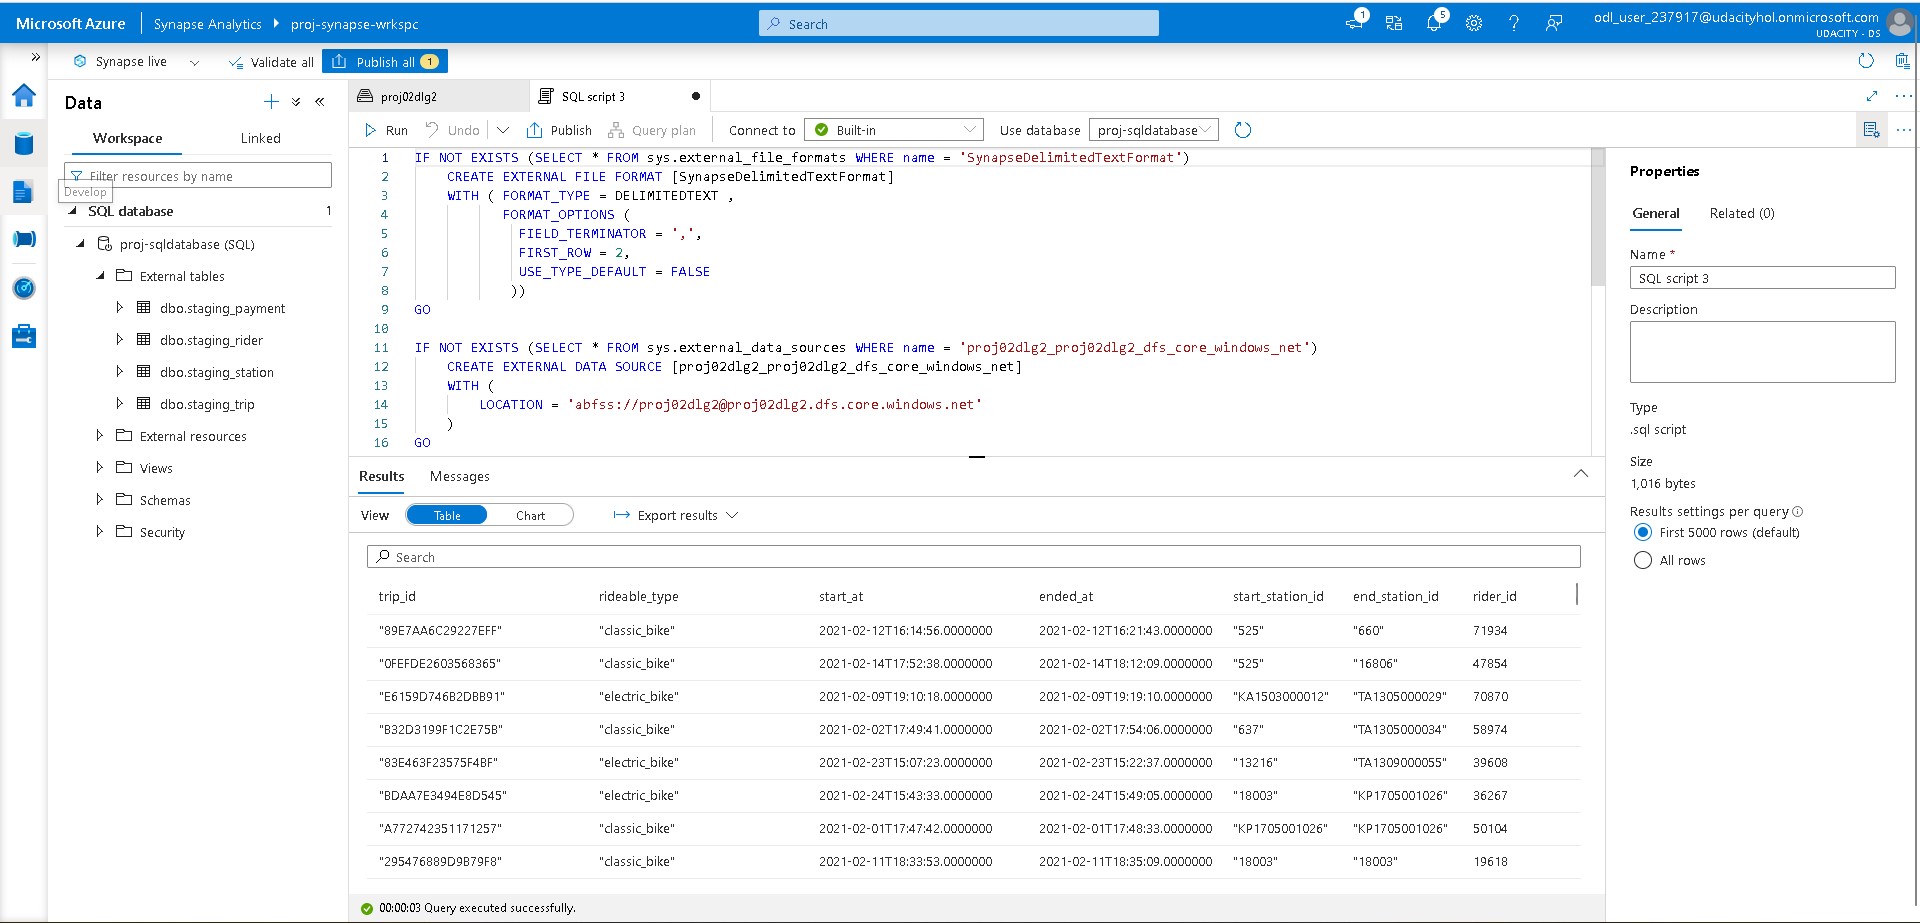 Microsoft Azure Synapse Analytics proj-synapse-wrkspc Search 1 5 odl_user_237917@udacityhol.onmicrosoft.com
UDACITY - DS
Synapse live Validate all Publish all 1
Data
Workspace Linked
Filter resources by name
Develop
SQL database 1
proj-sqldatabase (SQL)
External tables
dbo.staging_payment
dbo.staging_rider
dbo.staging_station
dbo.staging_trip
External resources
Views
Schemas
Security
proj02dlg2 SQL script 3
Run Undo Publish Query plan Connect to Built-in Use database proj-sqldatabase
1 IF NOT EXISTS (SELECT * FROM sys.external_file_formats WHERE name = 'SynapseDelimitedTextFormat')
2 CREATE EXTERNAL FILE FORMAT [SynapseDelimitedTextFormat]
3 WITH ( FORMAT_TYPE = DELIMITEDTEXT ,
4 FORMAT_OPTIONS (
5 FIELD_TERMINATOR = ',',
6 FIRST_ROW = 2,
7 USE_TYPE_DEFAULT = FALSE
8 ))
9 GO
10
11 IF NOT EXISTS (SELECT * FROM sys.external_data_sources WHERE name = 'proj02dlg2_proj02dlg2_dfs_core_windows_net')
12 CREATE EXTERNAL DATA SOURCE [proj02dlg2_proj02dlg2_dfs_core_windows_net]
13 WITH (
14 LOCATION = 'abfss://proj02dlg2@proj02dlg2.dfs.core.windows.net'
15 )
16 GO
Results Messages
View Table Chart Export results
Search
trip_id rideable_type start_at ended_at start_station_id end_station_id rider_id
"89E7AA6C29227EFF" "classic_bike" 2021-02-12T16:14:56.0000000 2021-02-12T16:21:43.0000000 "525" "660" 71934
"0FEFDE2603568365" "classic_bike" 2021-02-14T17:52:38.0000000 2021-02-14T18:12:09.0000000 "525" "16806" 47854
"E6159D746B2DBB91" "electric_bike" 2021-02-09T19:10:18.0000000 2021-02-09T19:19:10.0000000 "KA1503000012" "TA1305000029" 70870
"B32D3199F1C2E75B" "classic_bike" 2021-02-02T17:49:41.0000000 2021-02-02T17:54:06.0000000 "637" "TA1305000034" 58974
"83E463F23575F4BF" "electric_bike" 2021-02-23T15:07:23.0000000 2021-02-23T15:22:37.0000000 "13216" "TA1309000055" 39608
"BDAA7E3494E8D545" "electric_bike" 2021-02-24T15:43:33.0000000 2021-02-24T15:49:05.0000000 "18003" "KP1705001026" 36267
"A772742351171257" "classic_bike" 2021-02-01T17:47:42.0000000 2021-02-01T17:48:33.0000000 "KP1705001026" "KP1705001026" 50104
"295476889D9B79F8" "classic_bike" 2021-02-11T18:33:53.0000000 2021-02-11T18:35:09.0000000 "18003" "18003" 19618
00:00:03 Query executed successfully.
Properties
General Related (0)
Name *
SQL script 3
Description
Type
.sql script
Size
1,016 bytes
Results settings per query
First 5000 rows (default)
All rows